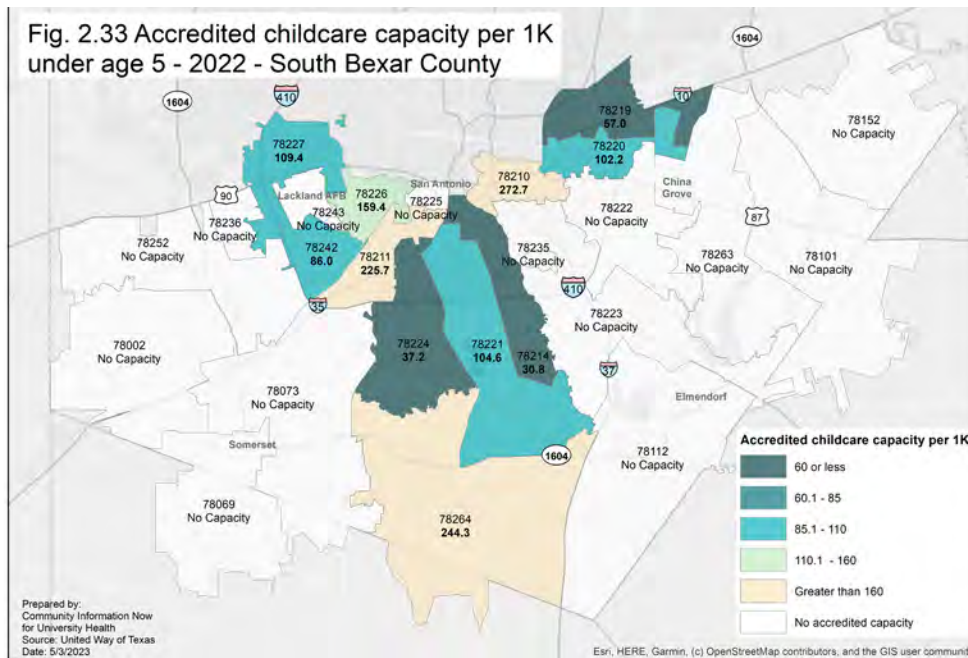 Fig. 2.33 Accredited childcare capacity per 1K
under age 5 - 2022 - South Bexar County
1604
410
1604
10
78219
57.0
78152
No Capacity
78227
109.4
78220
102.2
78210
272.7
90
Lackland AFB
78226
159.4
San Antonio
78225
No Capacity
China
Grove
78243
No Capacity
78236
No Capacity
78222
No Capacity
87
78252
No Capacity
78242
86.0
78211
225.7
78235
No Capacity
78263
No Capacity
78101
No Capacity
410
35
78223
No Capacity
78002
No Capacity
78224
37.2
78221
104.6
78214
30.8
37
78073
No Capacity
Elmendorf
Somerset
1604
78112
No Capacity
78069
No Capacity
78264
244.3
Accredited childcare capacity per 1K
60 or less
60.1 - 85
85.1 - 110
110.1 - 160
Greater than 160
No accredited capacity
Prepared by:
Community Information Now
for University Health
Source: United Way of Texas
Date: 5/3/2023
Esri, HERE, Garmin, (c) OpenStreetMap contributors, and the GIS user communit